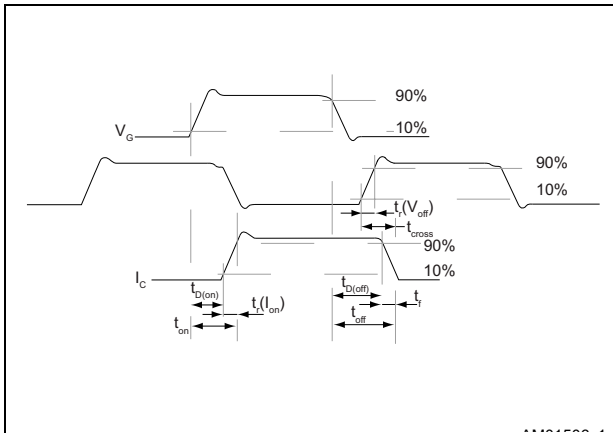 90%
V_G
10%
90%
10%
t_r(V_off)
t_cross
90%
I_C
10%
t_D(on)
t_r(I_on)
t_on
t_D(off)
t_f
t_off